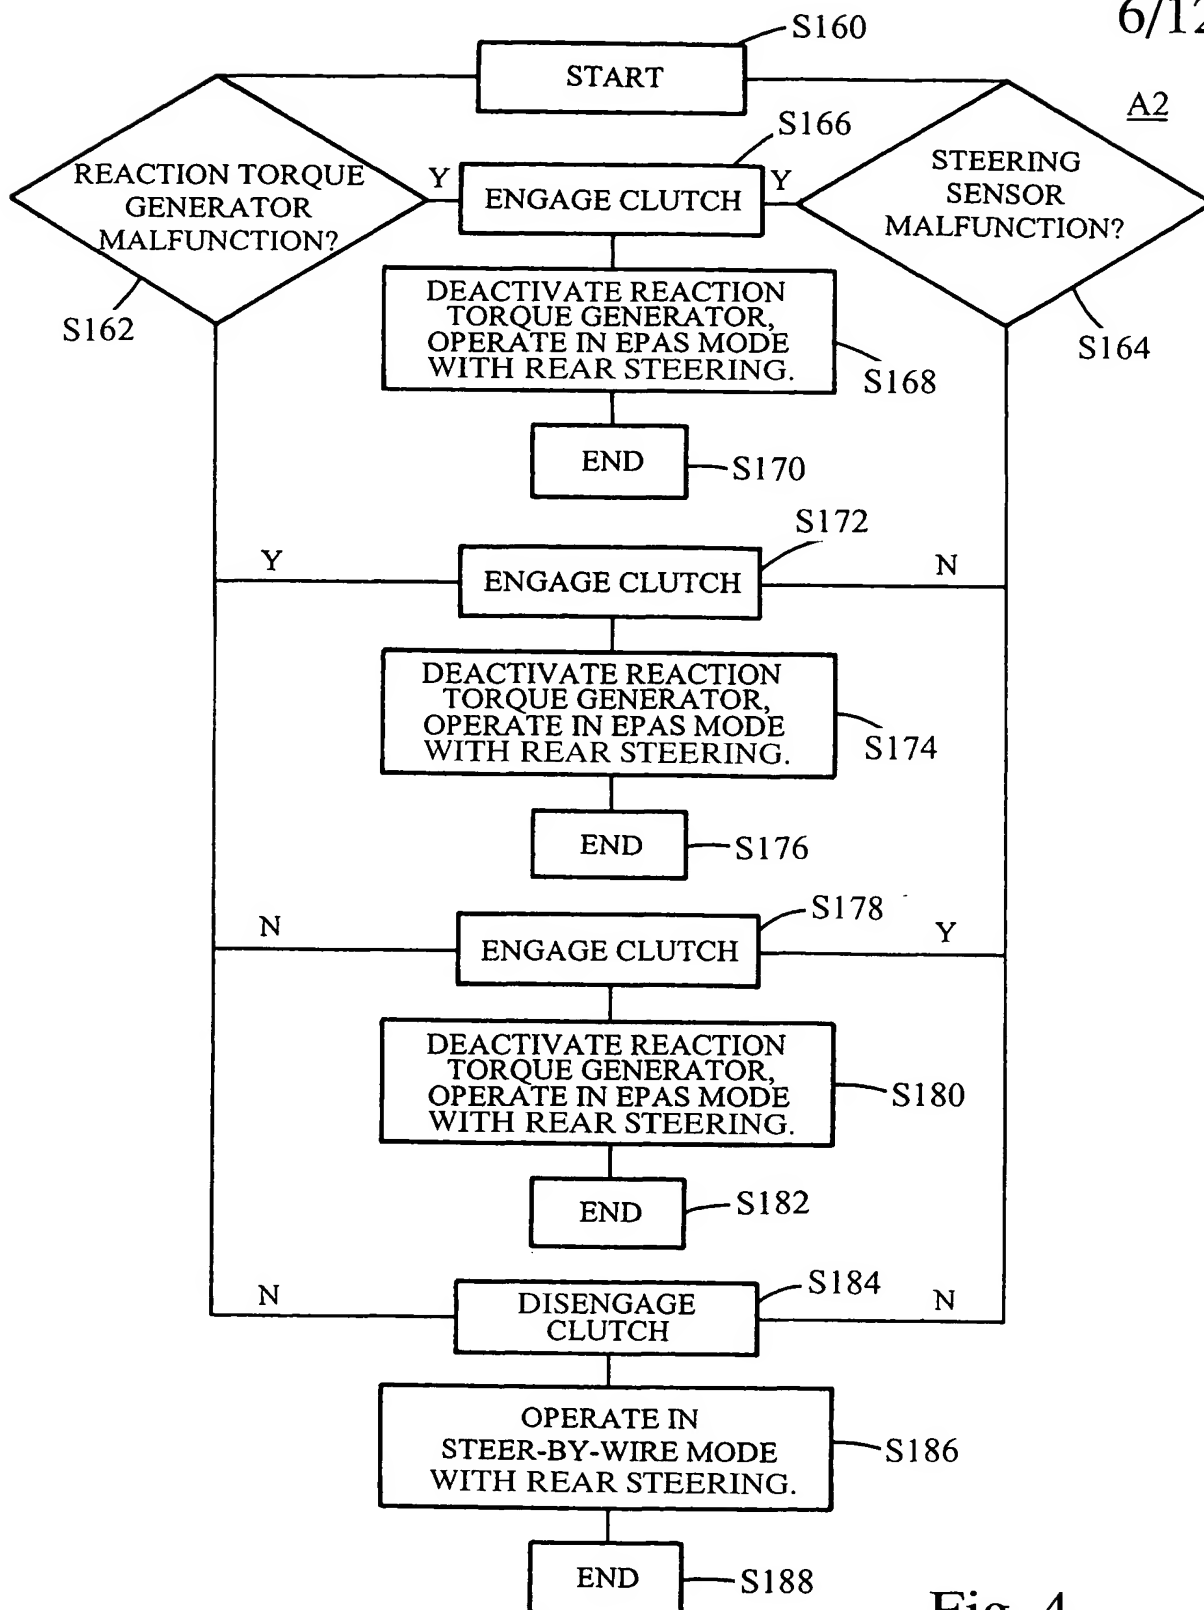 6/12
S160
START
A2
S166
REACTION TORQUE
GENERATOR
MALFUNCTION?
Y
ENGAGE CLUTCH
Y
STEERING
SENSOR
MALFUNCTION?
S162
DEACTIVATE REACTION
TORQUE GENERATOR,
OPERATE IN EPAS MODE
WITH REAR STEERING.
S168
S164
END
S170
S172
Y
ENGAGE CLUTCH
N
DEACTIVATE REACTION
TORQUE GENERATOR,
OPERATE IN EPAS MODE
WITH REAR STEERING.
S174
END
S176
S178
N
ENGAGE CLUTCH
Y
DEACTIVATE REACTION
TORQUE GENERATOR,
OPERATE IN EPAS MODE
WITH REAR STEERING.
S180
END
S182
S184
N
DISENGAGE
CLUTCH
N
OPERATE IN
STEER-BY-WIRE MODE
WITH REAR STEERING.
S186
END
S188
Fig. 4